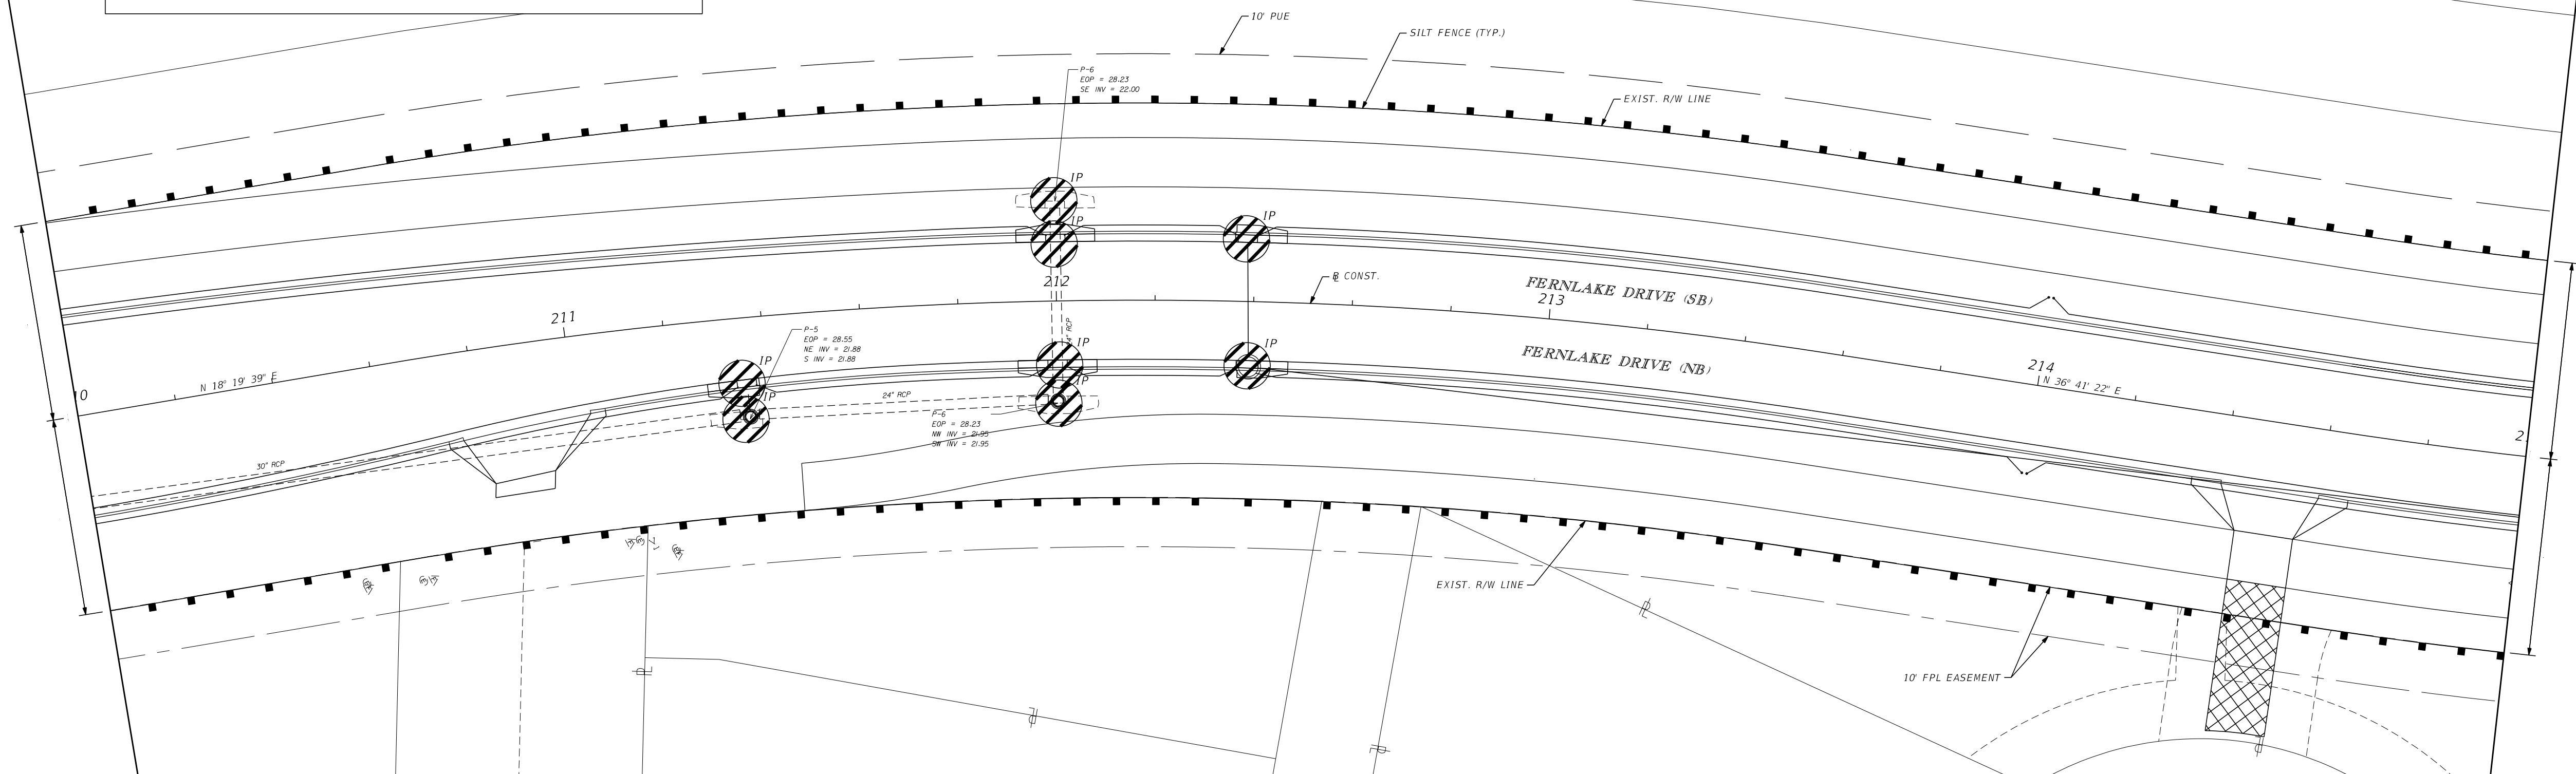 10' PUE
SILT FENCE (TYP.)
P-6
EOP = 28.23
SE INV = 22.00
EXIST. R/W LINE
IP
IP
IP
212
B CONST.
FERNLAKE DRIVE (SB)
213
211
RCP
P-5
EOP = 28.55
NE INV = 21.88
S INV = 21.88
IP
IP
FERNLAKE DRIVE (NB)
IP
214
N 36° 41' 22" E
N 18° 19' 39" E
10
IP
IP
24" RCP
P-6
EOP = 28.23
NW INV = 21.95
SW INV = 21.95
30" RCP
EXIST. R/W LINE
10' FPL EASEMENT